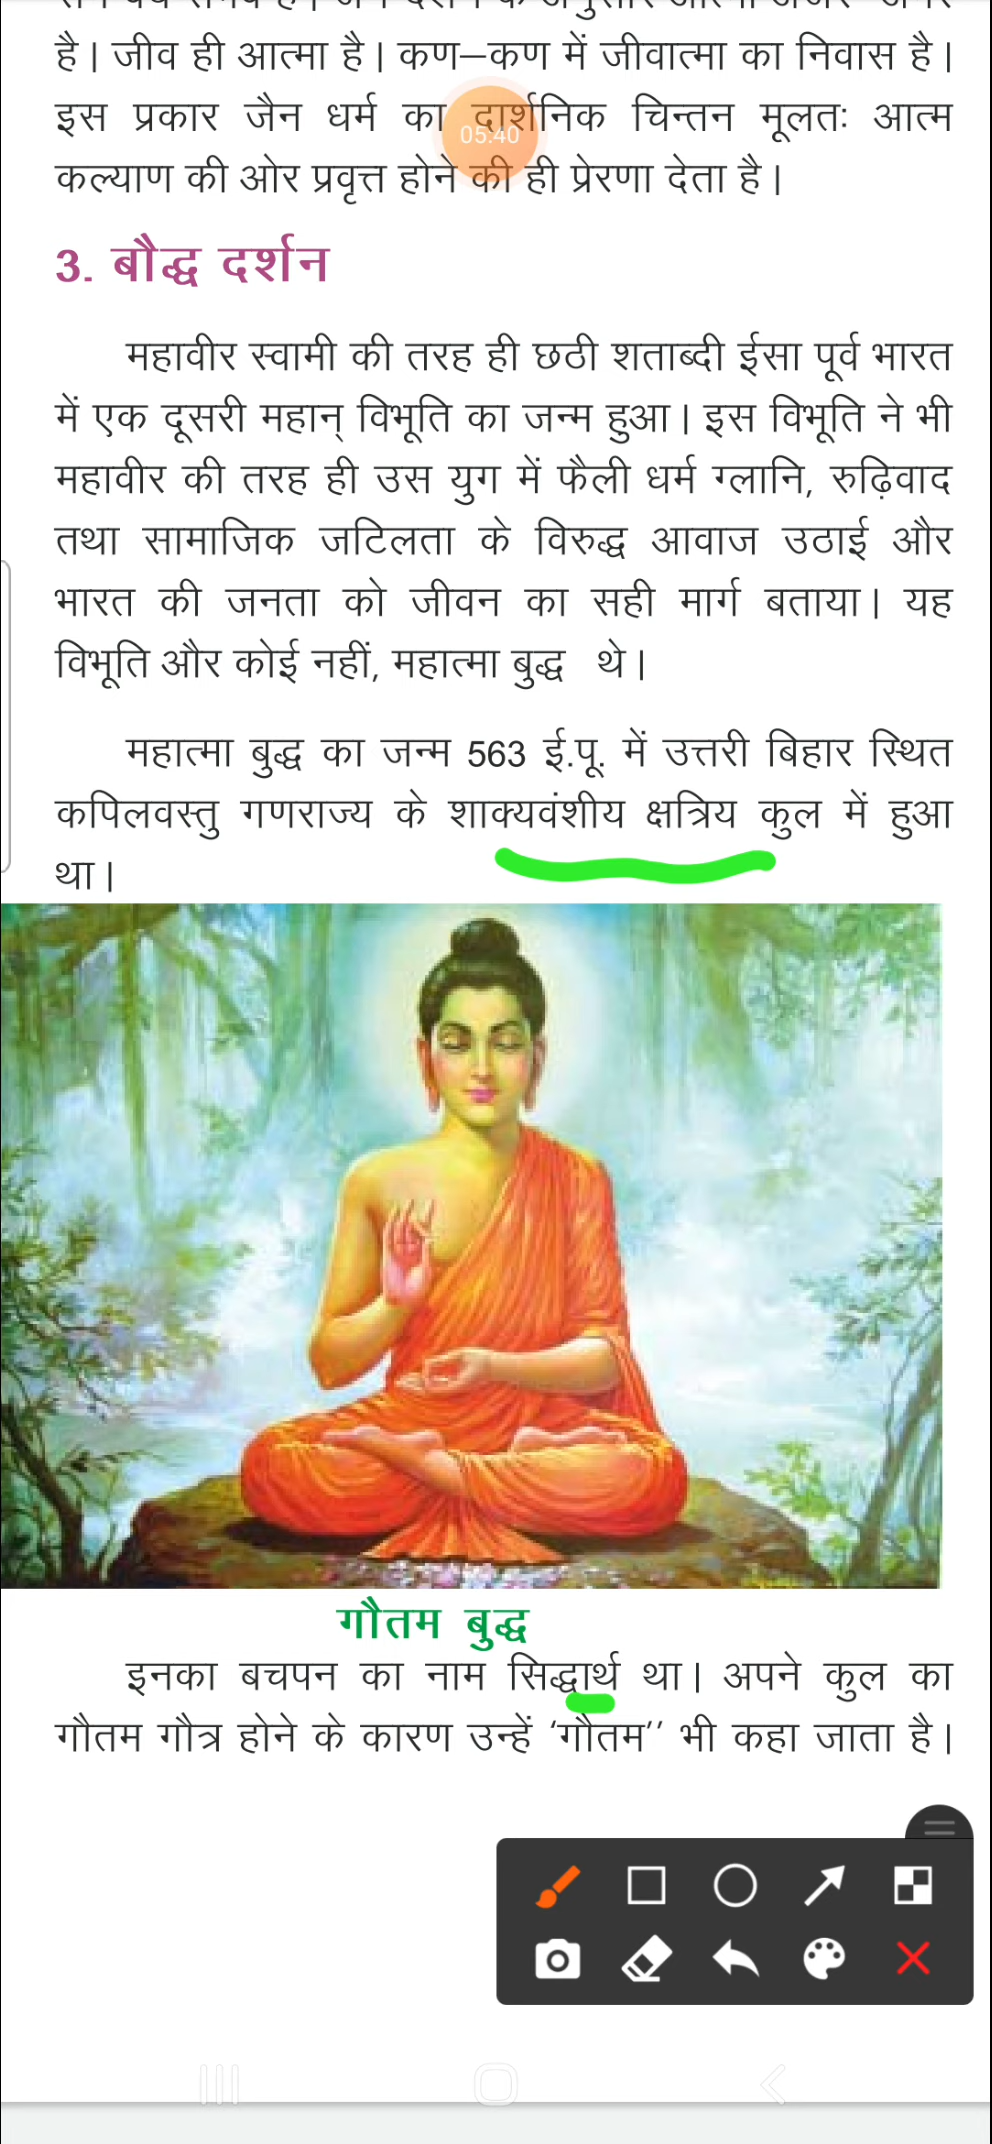 है। जीव ही आत्मा है। कण–कण में जीवात्मा का निवास है।
इस प्रकार जैन धर्म का दार्शनिक चिन्तन मूलतः आत्म
05:40
कल्याण की ओर प्रवृत्त होने की ही प्रेरणा देता है।
3. बौद्ध दर्शन
महावीर स्वामी की तरह ही छठी शताब्दी ईसा पूर्व भारत
में एक दूसरी महान् विभूति का जन्म हुआ। इस विभूति ने भी
महावीर की तरह ही उस युग में फैली धर्म ग्लानि, रुढ़िवाद
तथा सामाजिक जटिलता के विरुद्ध आवाज उठाई और
भारत की जनता को जीवन का सही मार्ग बताया। यह
विभूति और कोई नहीं, महात्मा बुद्ध थे।
महात्मा बुद्ध का जन्म 563 ई.पू. में उत्तरी बिहार स्थित
कपिलवस्तु गणराज्य के शाक्यवंशीय क्षत्रिय कुल में हुआ
था।
गौतम बुद्ध
इनका बचपन का नाम सिद्धार्थ था। अपने कुल का
गौतम गौत्र होने के कारण उन्हें ‘गौतम’’ भी कहा जाता है।